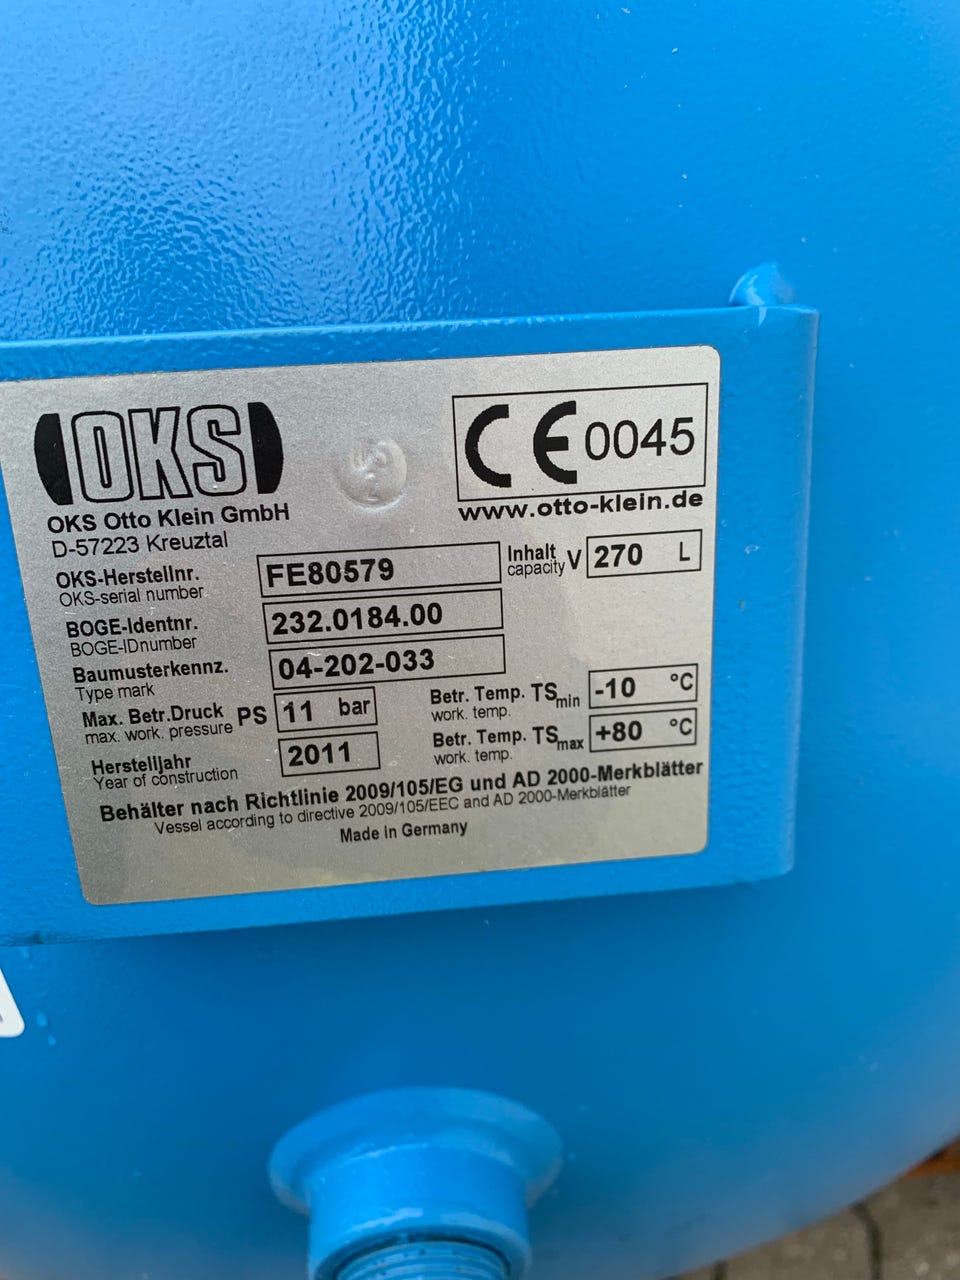 OKS
CE 0045
OKS Otto Klein GmbH
www.otto-klein.de
D-57223 Kreuztal
OKS-Herstellnr. FE80579 Inhalt V 270 L
OKS-serial number capacity
BOGE-Identnr. 232.0184.00
BOGE-IDnumber
Baumusterkennz. 04-202-033
Type mark
Max. Betr.Druck PS 11 bar Betr. Temp. TSmin -10 °C
max. work. pressure work. temp.
Herstelljahr 2011 Betr. Temp. TSmax +80 °C
Year of construction work. temp.
Behälter nach Richtlinie 2009/105/EG und AD 2000-Merkblätter
Vessel according to directive 2009/105/EEC and AD 2000-Merkblätter
Made in Germany